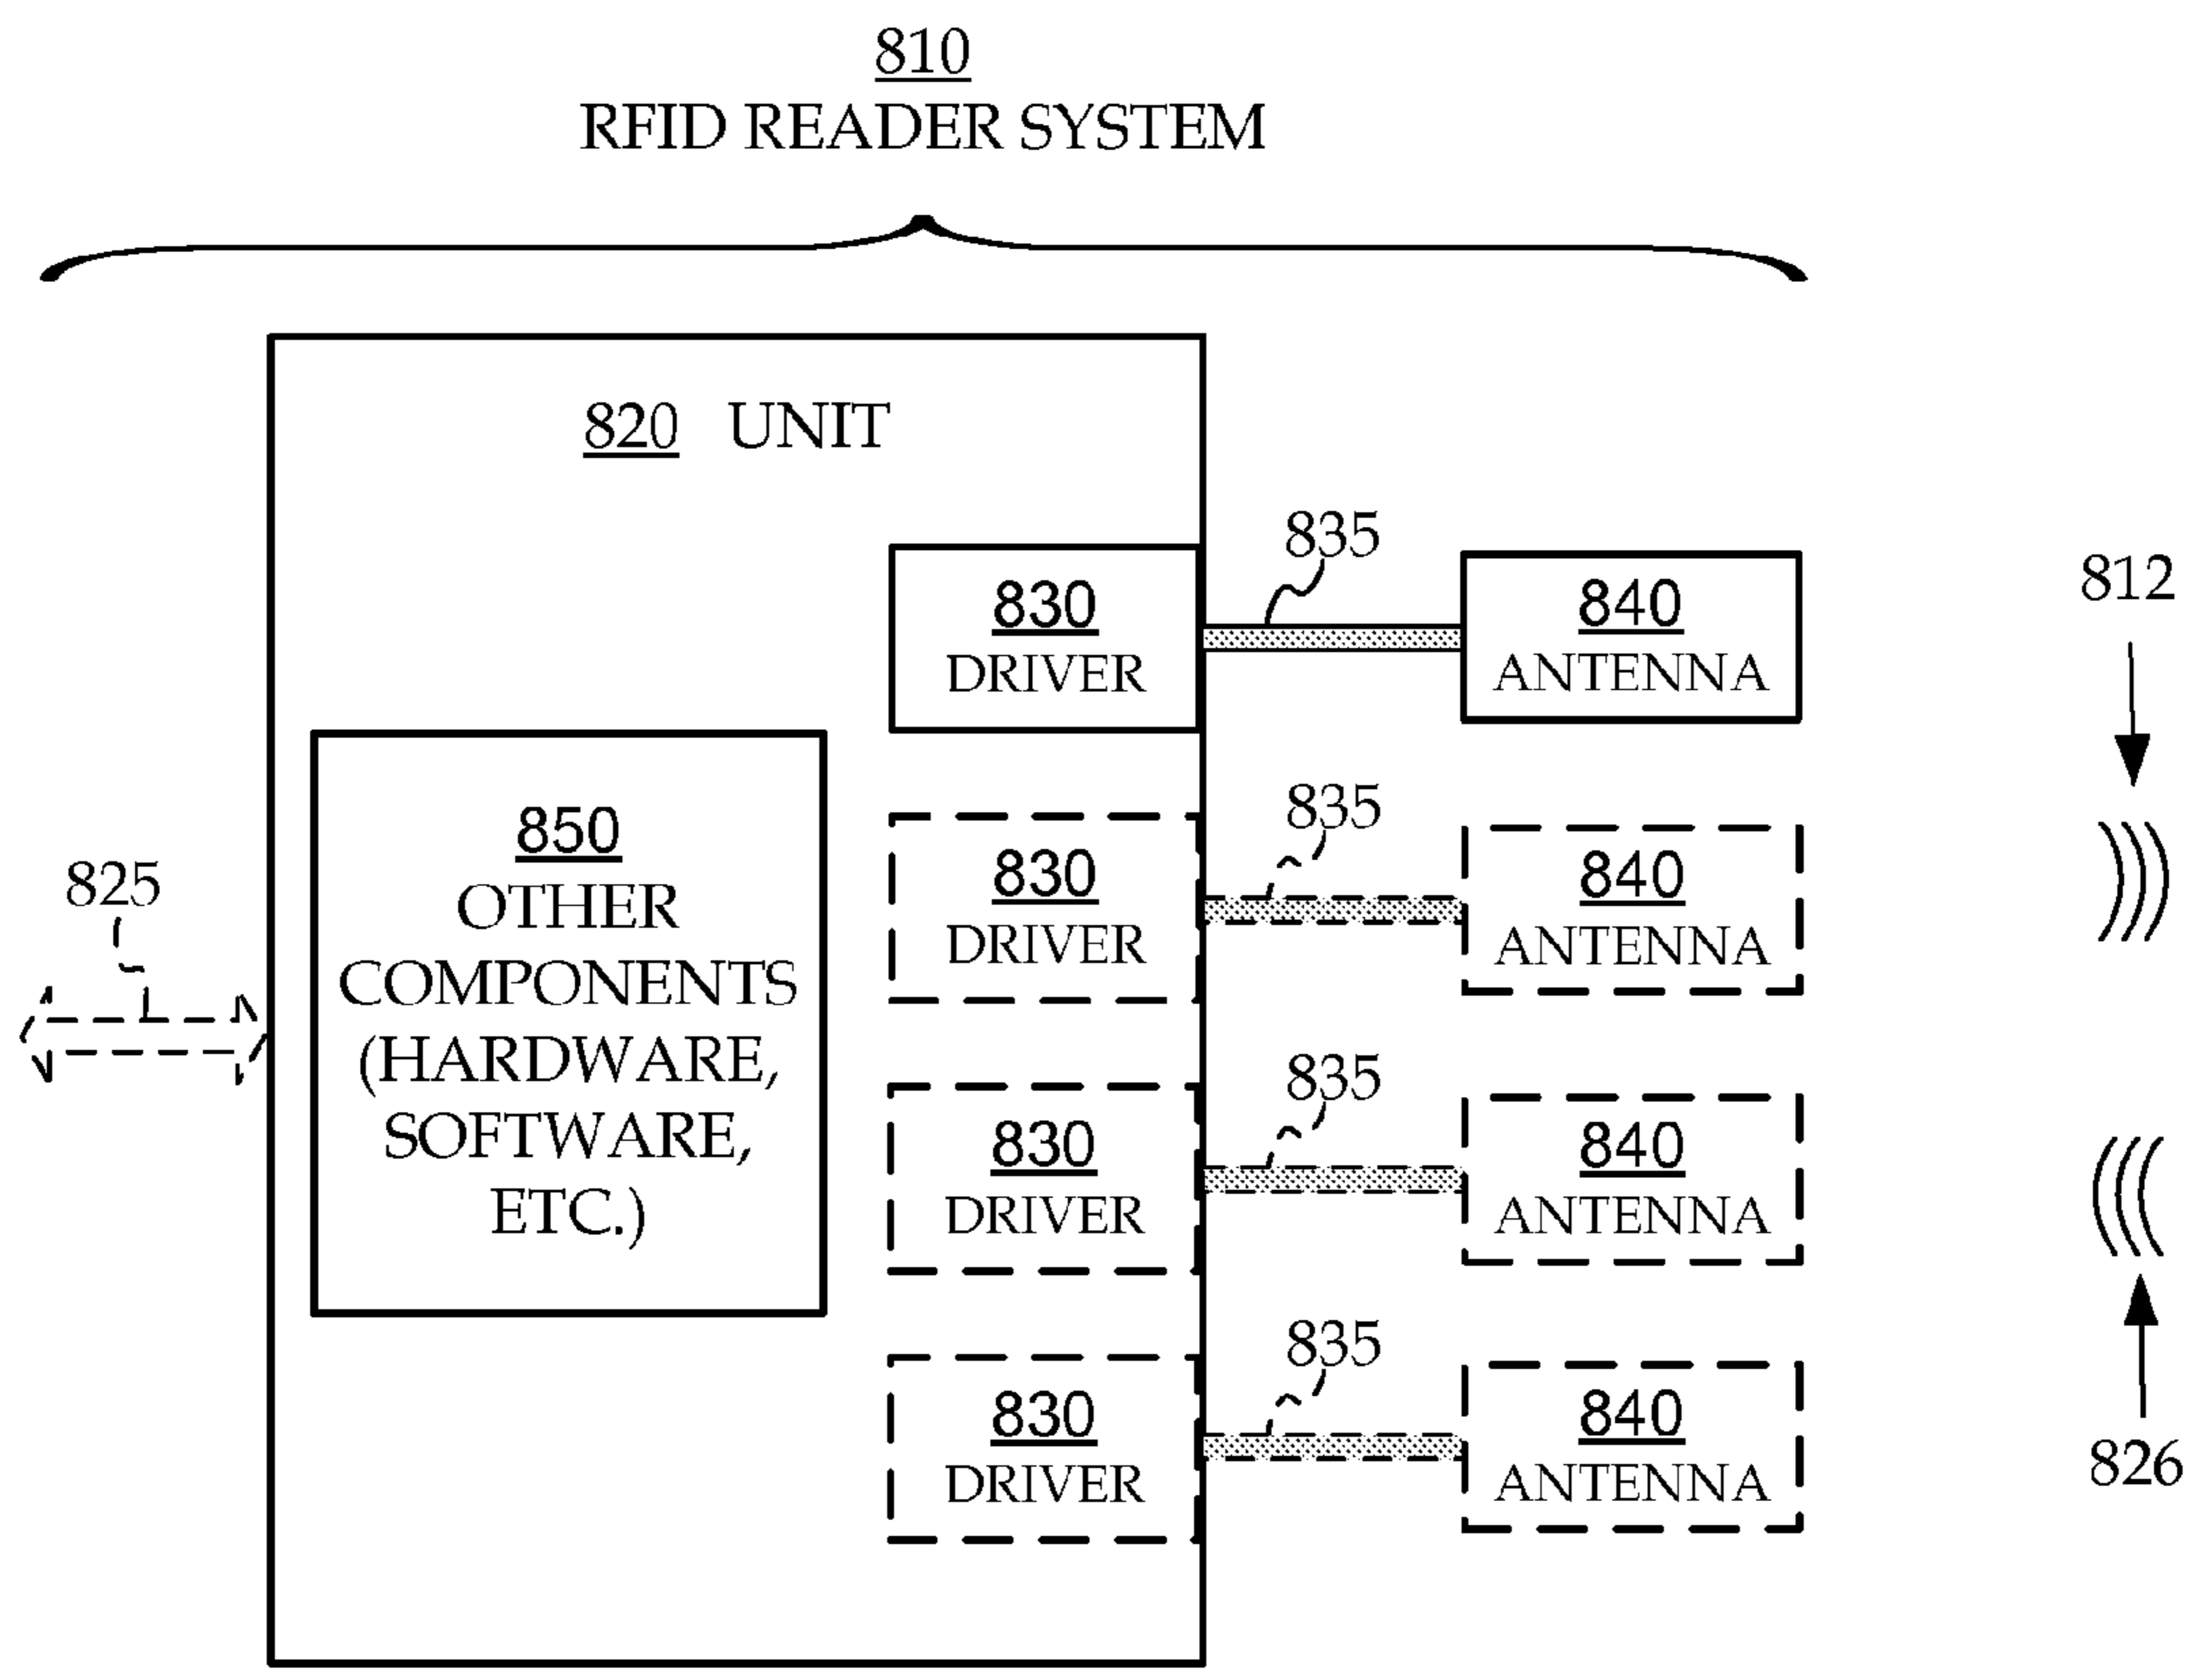 810
RFID READER SYSTEM
820 UNIT
835
830
DRIVER
840
ANTENNA
812
835
830
DRIVER
840
ANTENNA
850
OTHER
COMPONENTS
(HARDWARE,
SOFTWARE,
ETC.)
825
835
830
DRIVER
840
ANTENNA
835
830
DRIVER
840
ANTENNA
826